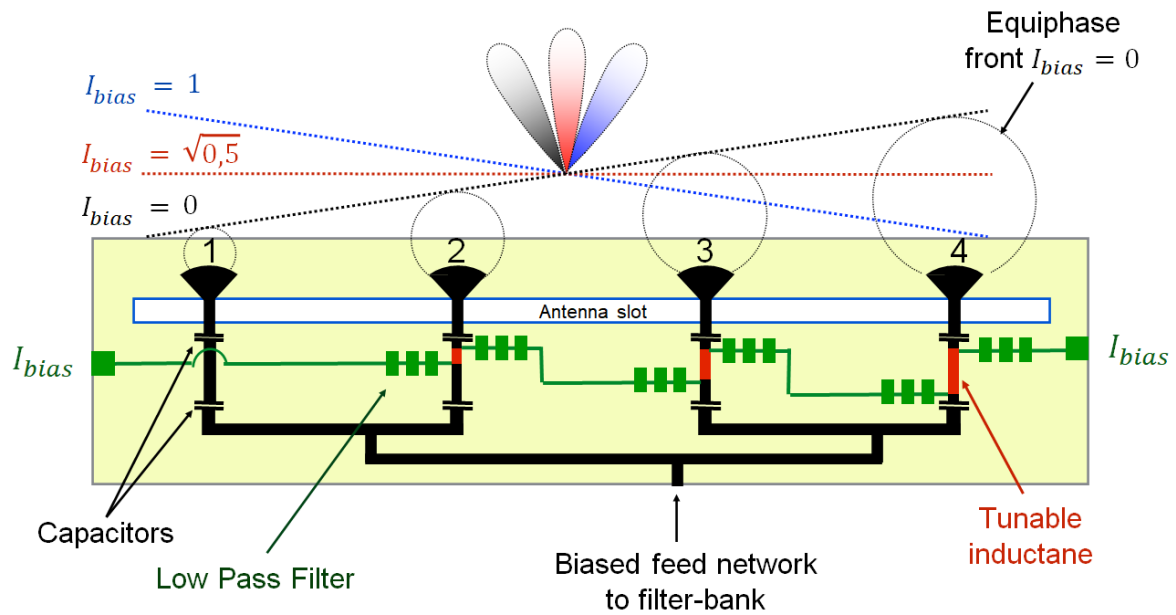 Equiphase
front I_bias = 0
I_bias = 1
I_bias = √0,5
I_bias = 0
1 2 3 4
Antenna slot
I_bias
I_bias
Capacitors
Low Pass Filter
Biased feed network
to filter-bank
Tunable
inductane